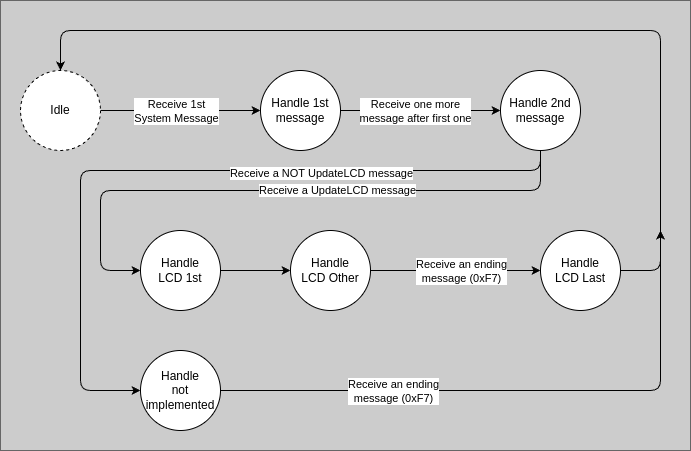 Idle
Receive 1st
System Message
Handle 1st
message
Receive one more
message after first one
Handle 2nd
message
Receive a NOT UpdateLCD message
Receive a UpdateLCD message
Handle
LCD 1st
Handle
LCD Other
Receive an ending
message (0xF7)
Handle
LCD Last
Handle
not
implemented
Receive an ending
message (0xF7)